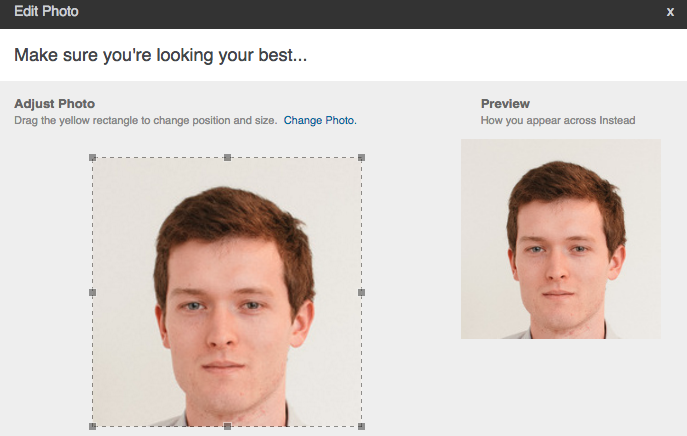 Edit Photo
x
Make sure you're looking your best...
Adjust Photo
Drag the yellow rectangle to change position and size. Change Photo.
Preview
How you appear across Instead